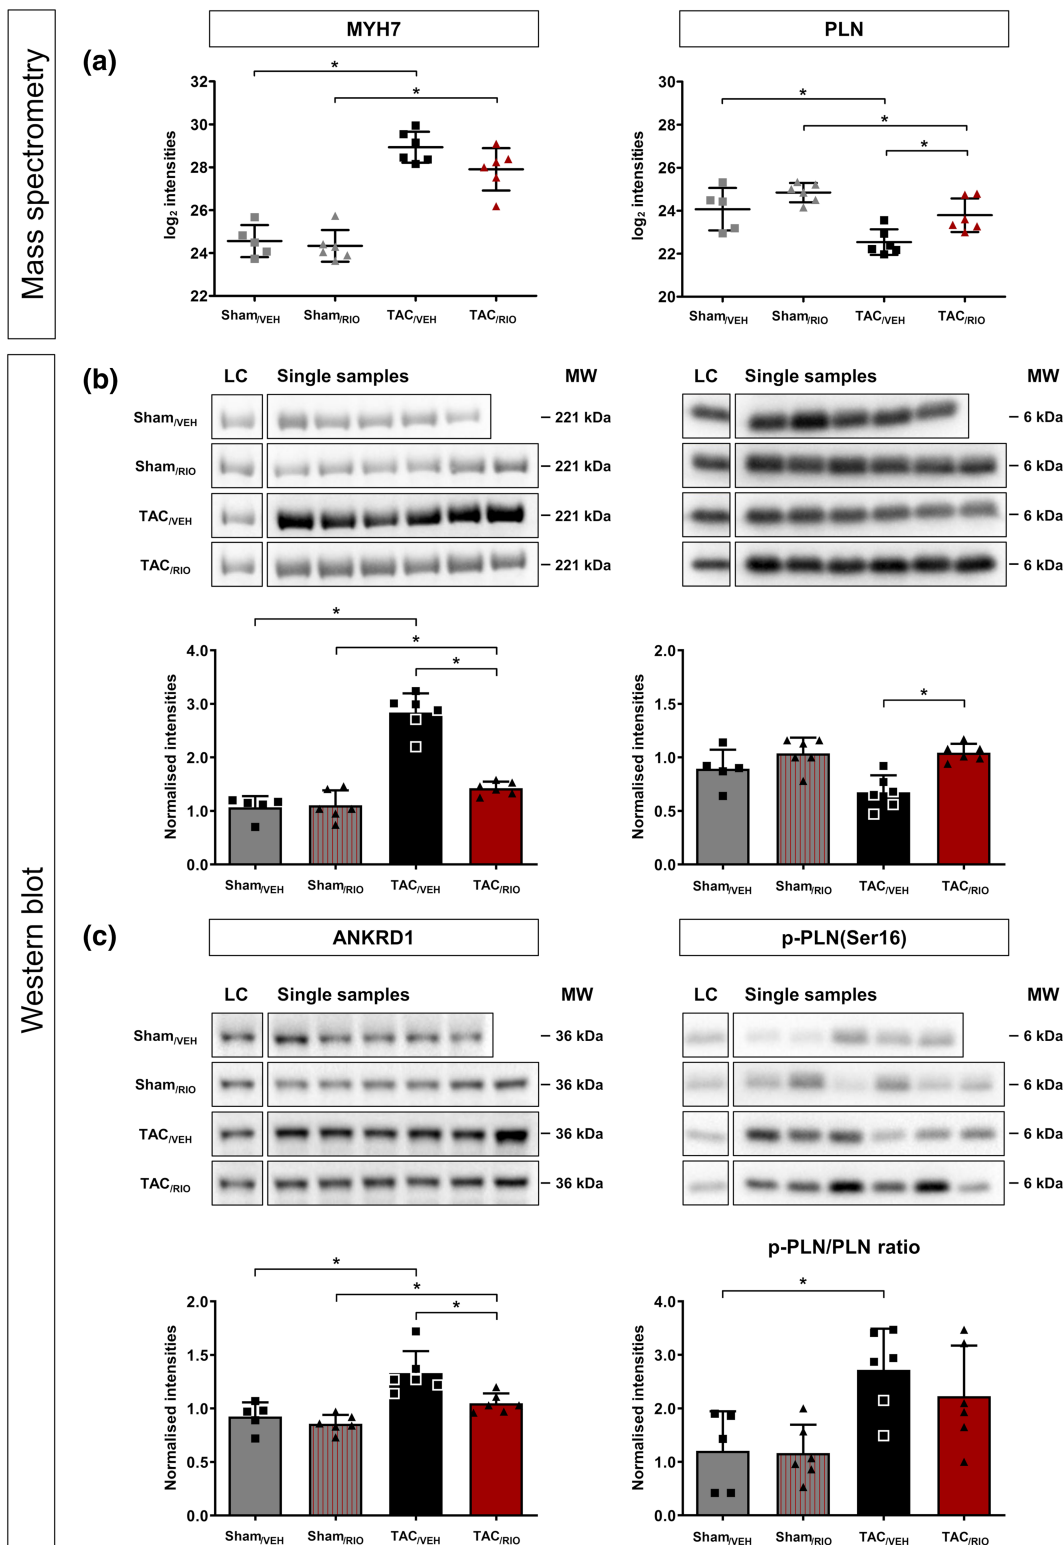 Mass spectrometry
(a)
MYH7
PLN
*
*
32
30
28
26
24
22
log2 intensities
Sham/VEH
Sham/RIO
TAC/VEH
TAC/RIO
*
*
*
30
28
26
24
22
20
log2 intensities
Sham/VEH
Sham/RIO
TAC/VEH
TAC/RIO
Western blot
(b)
LC Single samples MW
Sham/VEH 221 kDa
Sham/RIO 221 kDa
TAC/VEH 221 kDa
TAC/RIO 221 kDa
LC Single samples MW
6 kDa
6 kDa
6 kDa
6 kDa
*
*
*
4.0
3.0
2.0
1.0
0.0
Normalised intensities
Sham/VEH
Sham/RIO
TAC/VEH
TAC/RIO
*
2.0
1.5
1.0
0.5
0.0
Normalised intensities
Sham/VEH
Sham/RIO
TAC/VEH
TAC/RIO
(c)
ANKRD1
p-PLN(Ser16)
LC Single samples MW
Sham/VEH 36 kDa
Sham/RIO 36 kDa
TAC/VEH 36 kDa
TAC/RIO 36 kDa
LC Single samples MW
6 kDa
6 kDa
6 kDa
6 kDa
*
*
*
2.0
1.5
1.0
0.5
0.0
Normalised intensities
Sham/VEH
Sham/RIO
TAC/VEH
TAC/RIO
p-PLN/PLN ratio
*
4.0
3.0
2.0
1.0
0.0
Normalised intensities
Sham/VEH
Sham/RIO
TAC/VEH
TAC/RIO